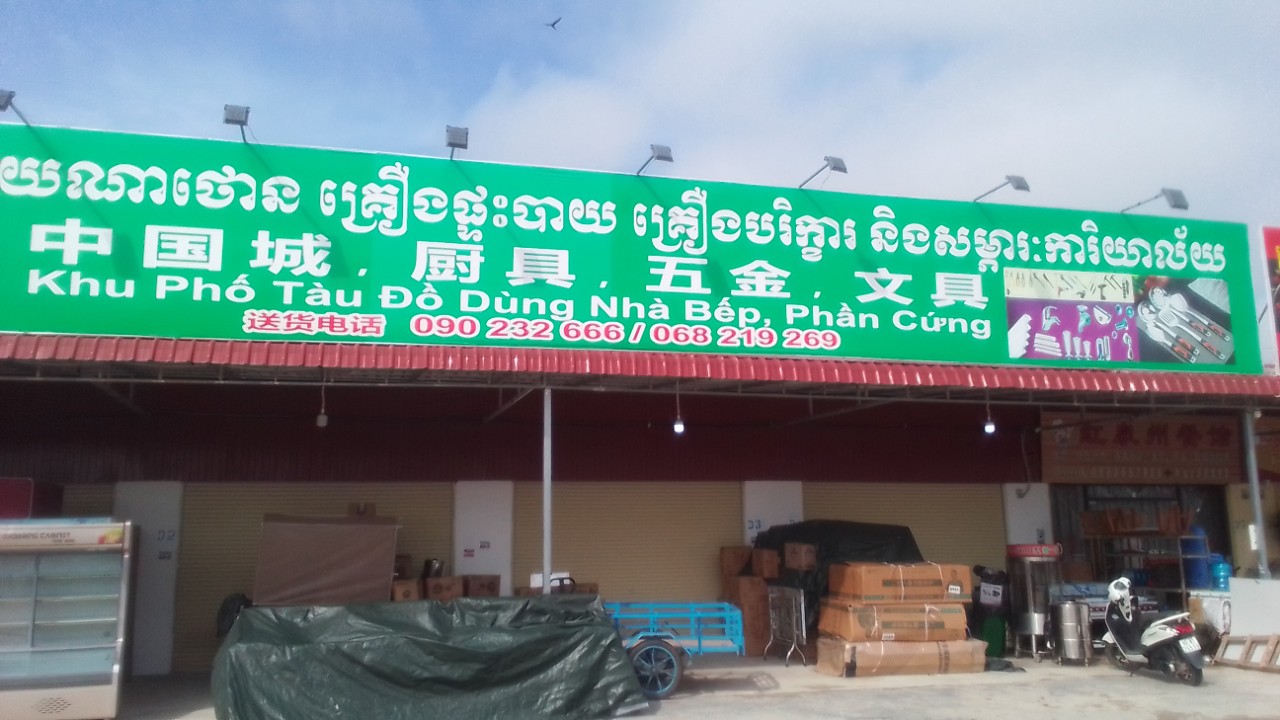 យណាថោន គ្រឿងផ្ទះបាយ គ្រឿងបរិក្ខារ និងសម្ភារៈការិយាល័យ
中国城 . 厨具 . 五金 . 文具
Khu Phố Tàu Đồ Dùng Nhà Bếp, Phần Cứng
送货电话 090 232 666 / 068 219 269
D2
D3